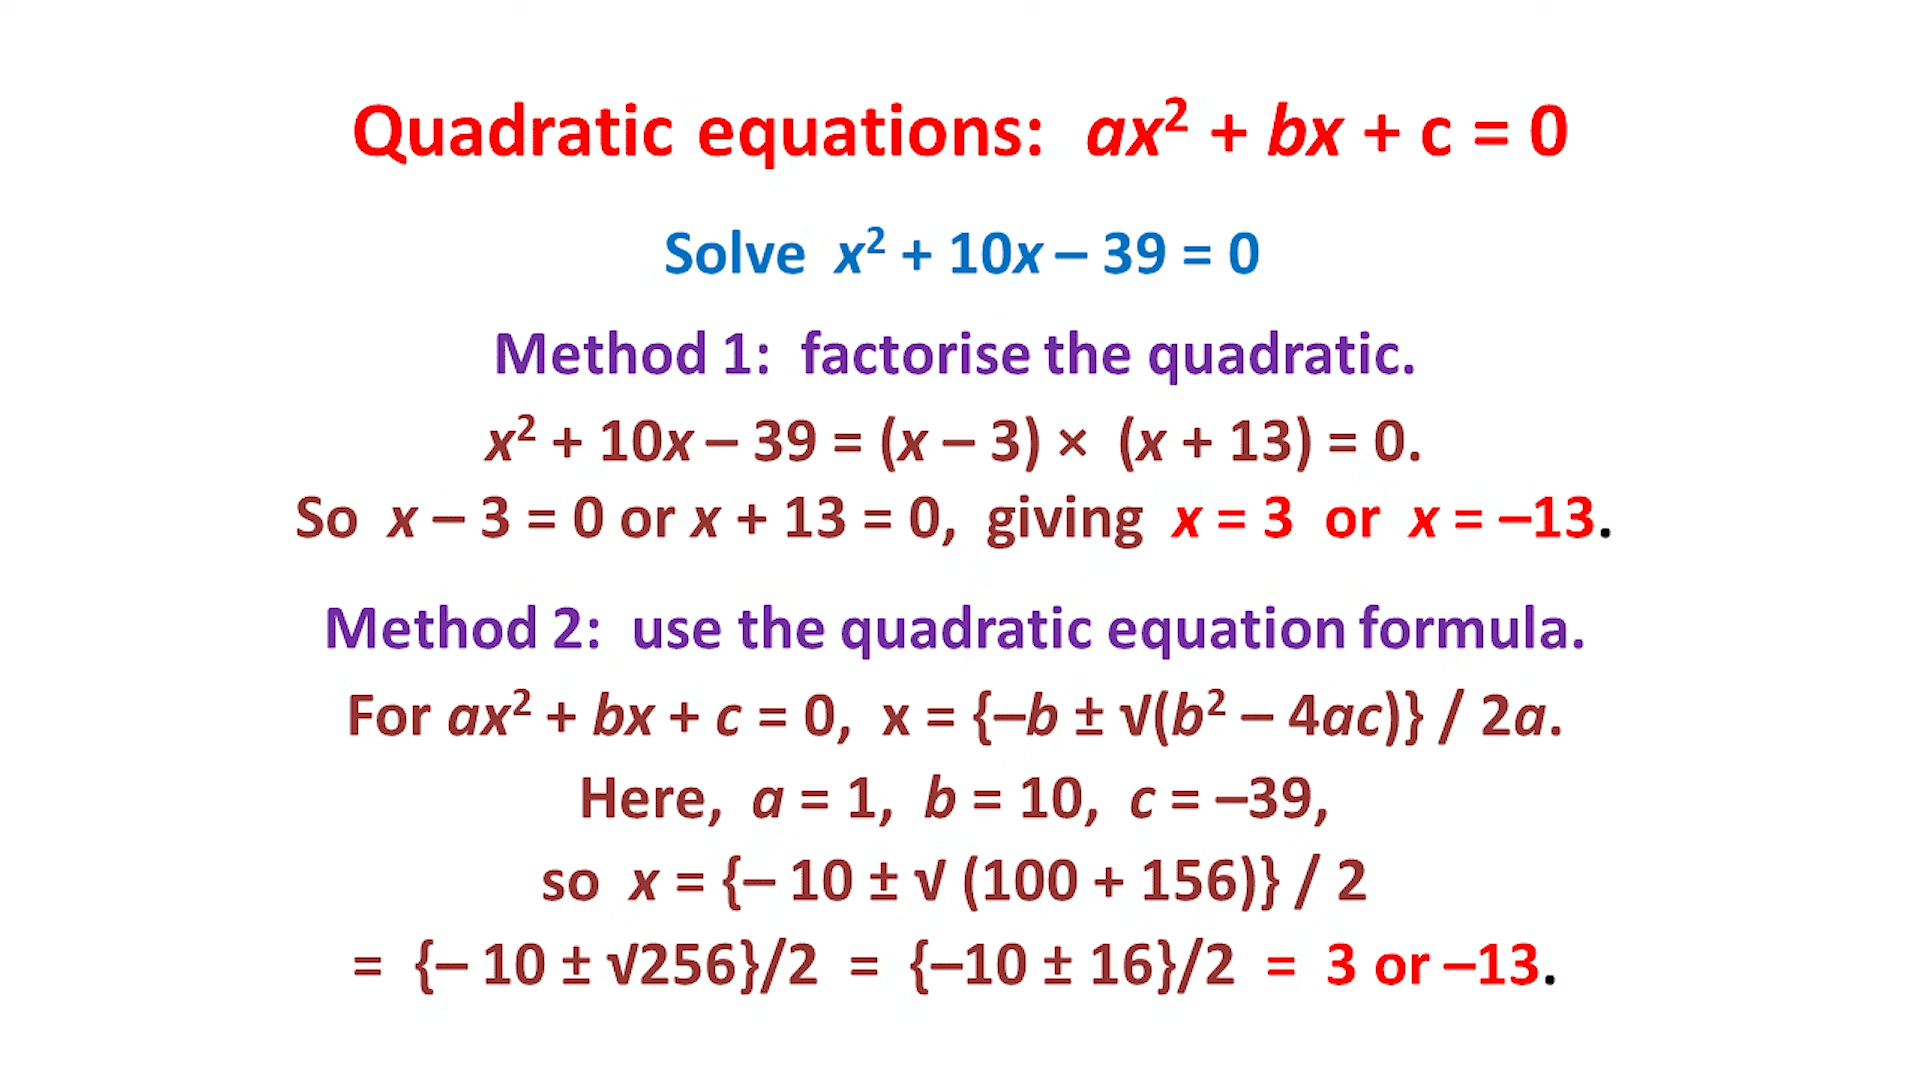 Quadratic equations: ax² + bx + c = 0
Solve x² + 10x – 39 = 0
Method 1: factorise the quadratic.
x² + 10x – 39 = (x – 3) × (x + 13) = 0.
So x – 3 = 0 or x + 13 = 0, giving x = 3 or x = –13.
Method 2: use the quadratic equation formula.
For ax² + bx + c = 0, x = {–b ± √(b² – 4ac)} / 2a.
Here, a = 1, b = 10, c = –39,
so x = {– 10 ± √ (100 + 156)} / 2
= {– 10 ± √256}/2 = {–10 ± 16}/2 = 3 or –13.